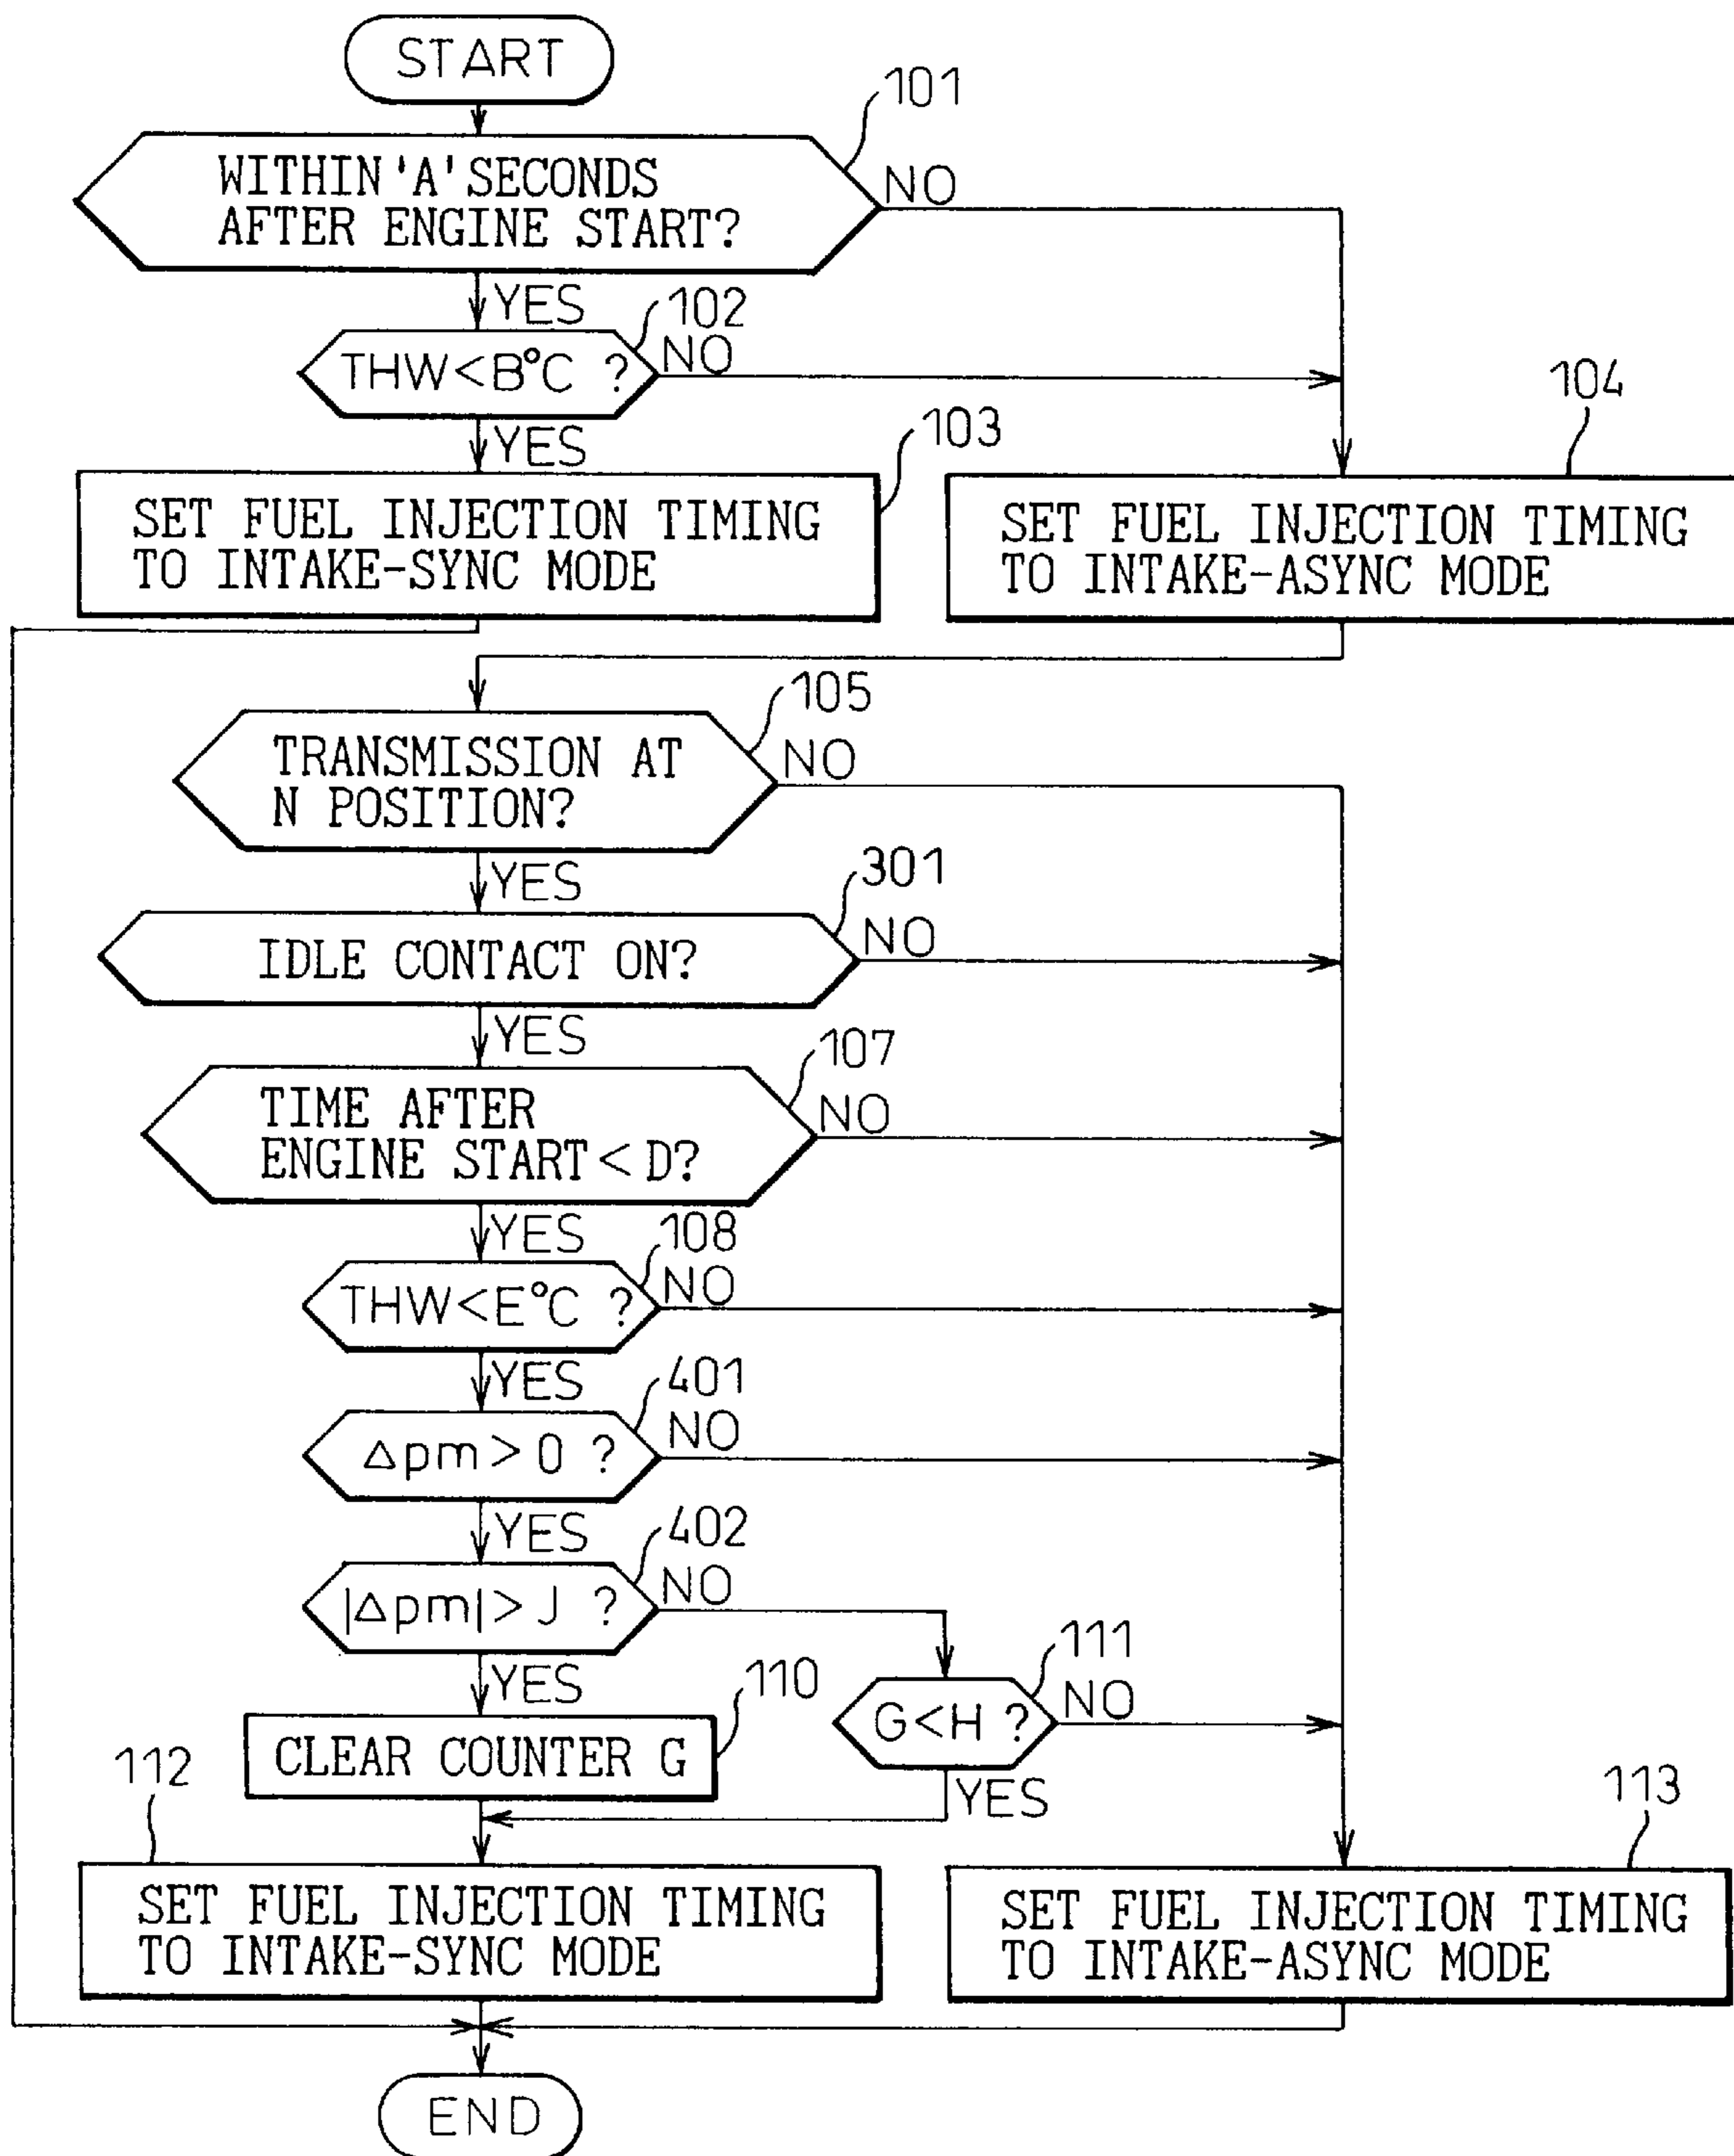 START
101
WITHIN 'A' SECONDS
AFTER ENGINE START?
NO
YES
102
THW<B°C ?
NO
YES
103
104
SET FUEL INJECTION TIMING
TO INTAKE-SYNC MODE
SET FUEL INJECTION TIMING
TO INTAKE-ASYNC MODE
105
TRANSMISSION AT
N POSITION?
NO
YES
301
IDLE CONTACT ON?
NO
YES
107
TIME AFTER
ENGINE START<D?
NO
YES
108
THW<E°C ?
NO
YES
401
Δpm>0 ?
NO
YES
402
|Δpm|>J ?
NO
YES
111
G<H ?
NO
YES
110
CLEAR COUNTER G
112
SET FUEL INJECTION TIMING
TO INTAKE-SYNC MODE
113
SET FUEL INJECTION TIMING
TO INTAKE-ASYNC MODE
END